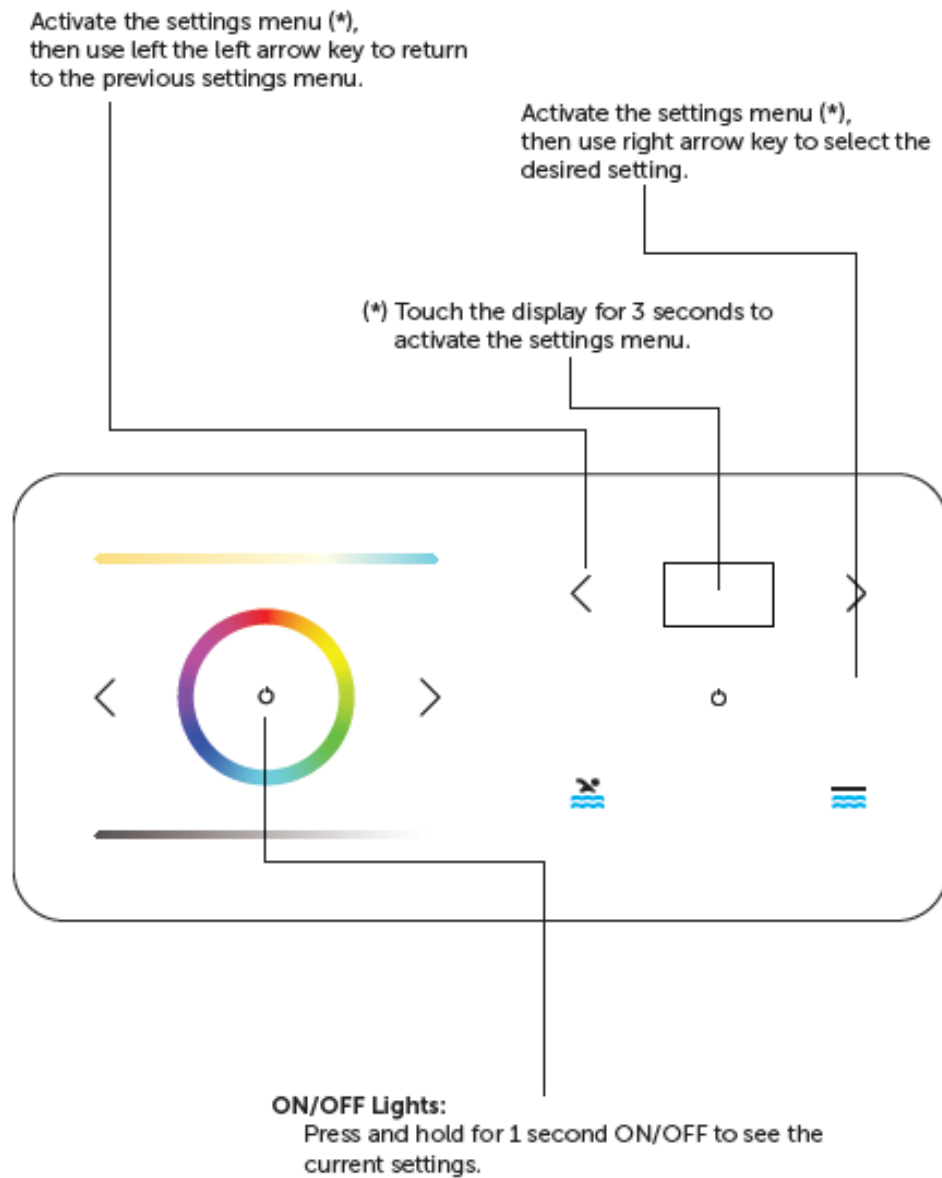 Activate the settings menu (*),
then use left the left arrow key to return
to the previous settings menu.
Activate the settings menu (*),
then use right arrow key to select the
desired setting.
(*) Touch the display for 3 seconds to
activate the settings menu.
ON/OFF Lights:
Press and hold for 1 second ON/OFF to see the
current settings.